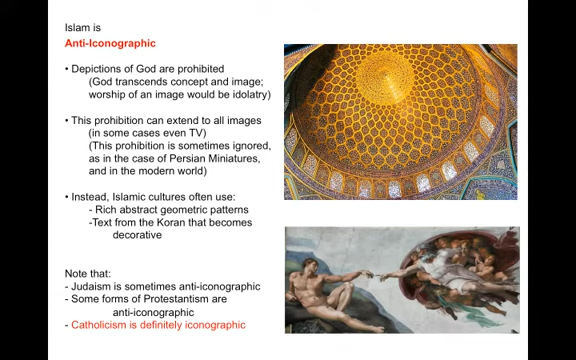 Islam is
Anti-Iconographic
• Depictions of God are prohibited
(God transcends concept and image;
worship of an image would be idolatry)
• This prohibition can extend to all images
(in some cases even TV)
(This prohibition is sometimes ignored,
as in the case of Persian Miniatures,
and in the modern world)
• Instead, Islamic cultures often use:
- Rich abstract geometric patterns
-Text from the Koran that becomes
decorative
Note that:
- Judaism is sometimes anti-iconographic
- Some forms of Protestantism are
anti-iconographic
- Catholicism is definitely iconographic